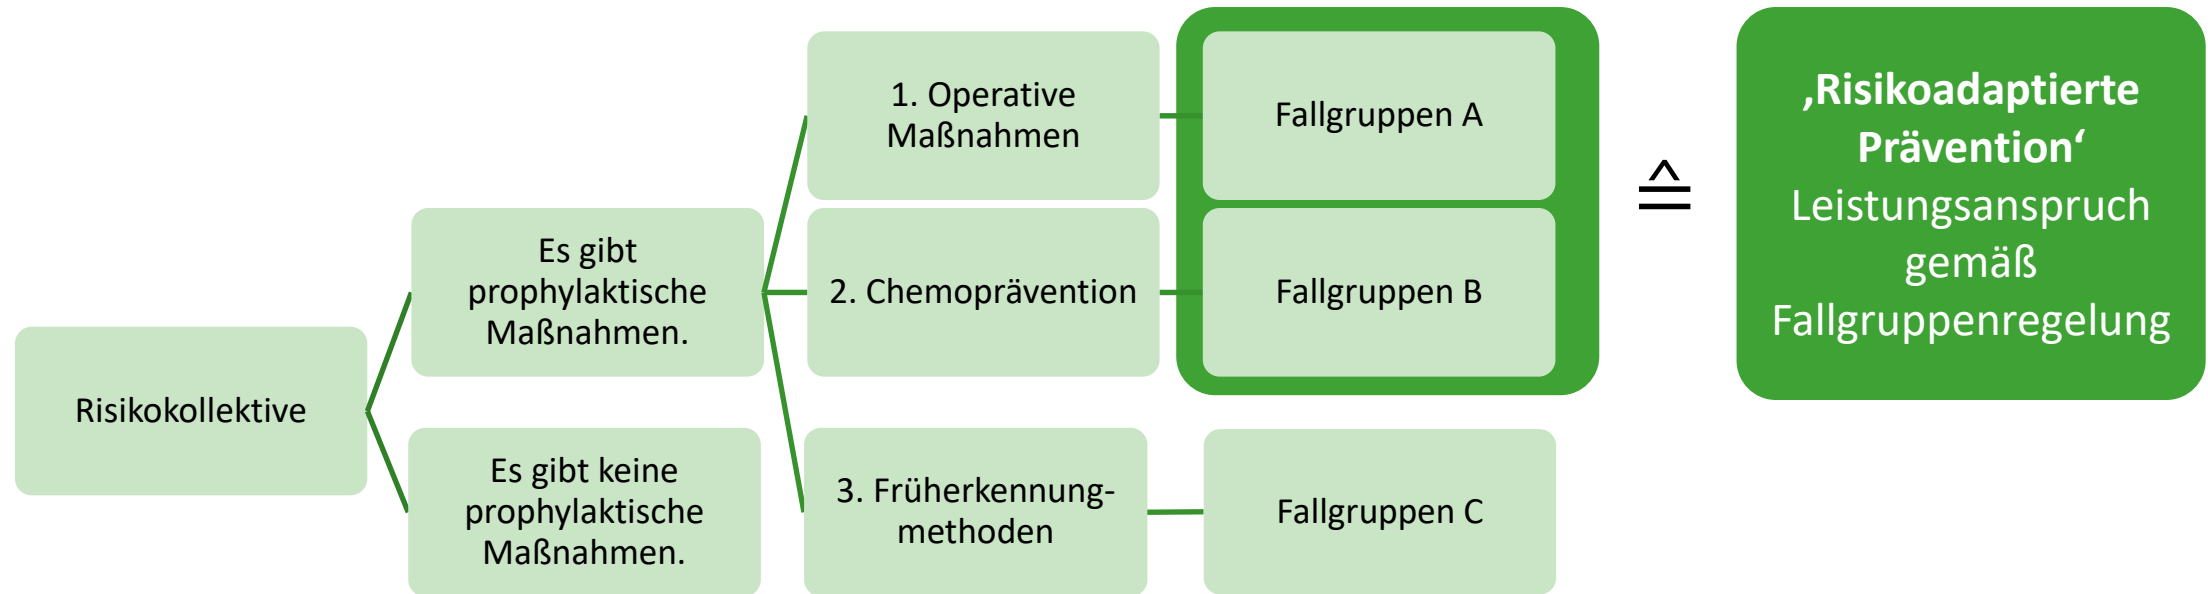 Risikokollektive
Es gibt
prophylaktische
Maßnahmen.
Es gibt keine
prophylaktische
Maßnahmen.
1. Operative
Maßnahmen
2. Chemoprävention
3. Früherkennung-
methoden
Fallgruppen A
Fallgruppen B
Fallgruppen C
≙
‚Risikoadaptierte
Prävention‘
Leistungsanspruch
gemäß
Fallgruppenregelung